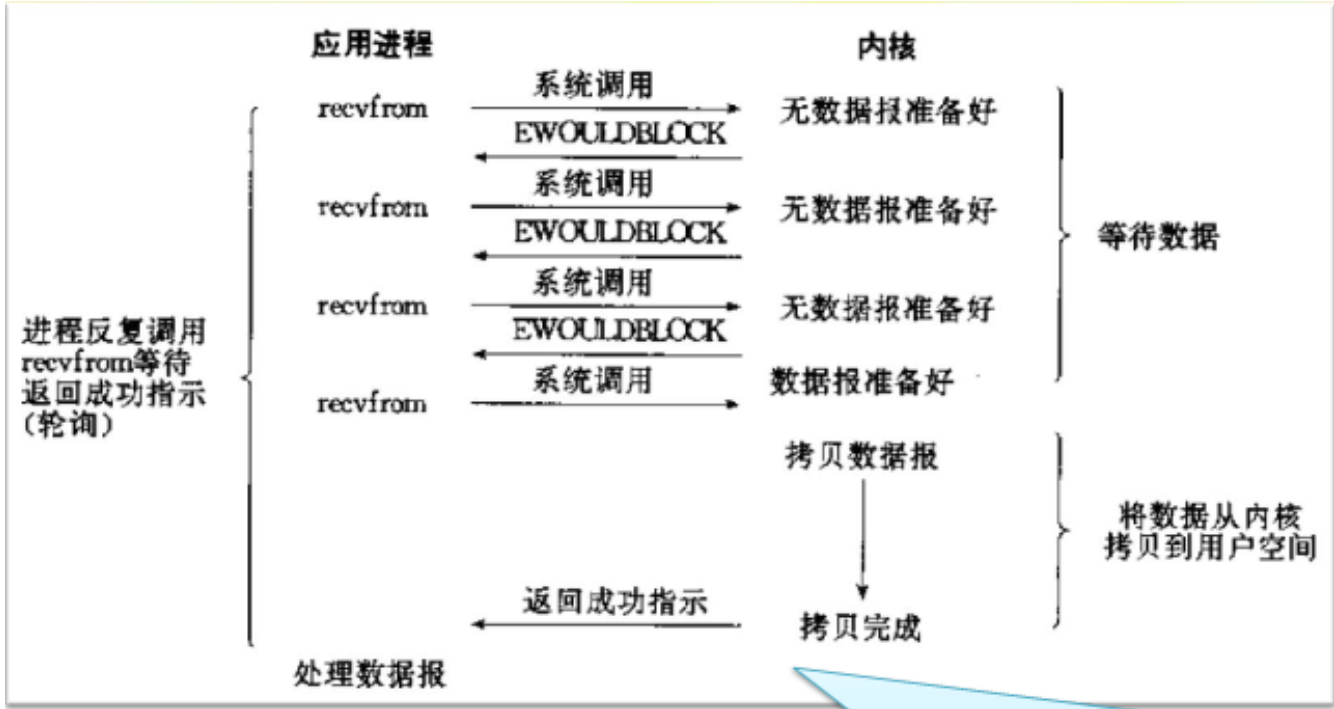 应用进程 内核
系统调用
recvfrom 无数据报准备好
EWOULDBLOCK
系统调用
recvfrom 无数据报准备好
EWOULDBLOCK
等待数据
系统调用
recvfrom 无数据报准备好
EWOULDBLOCK
进程反复调用
recvfrom等待
返回成功指示
(轮询)
系统调用 数据报准备好
recvfrom
拷贝数据报
将数据从内核
拷贝到用户空间
返回成功指示
拷贝完成
处理数据报